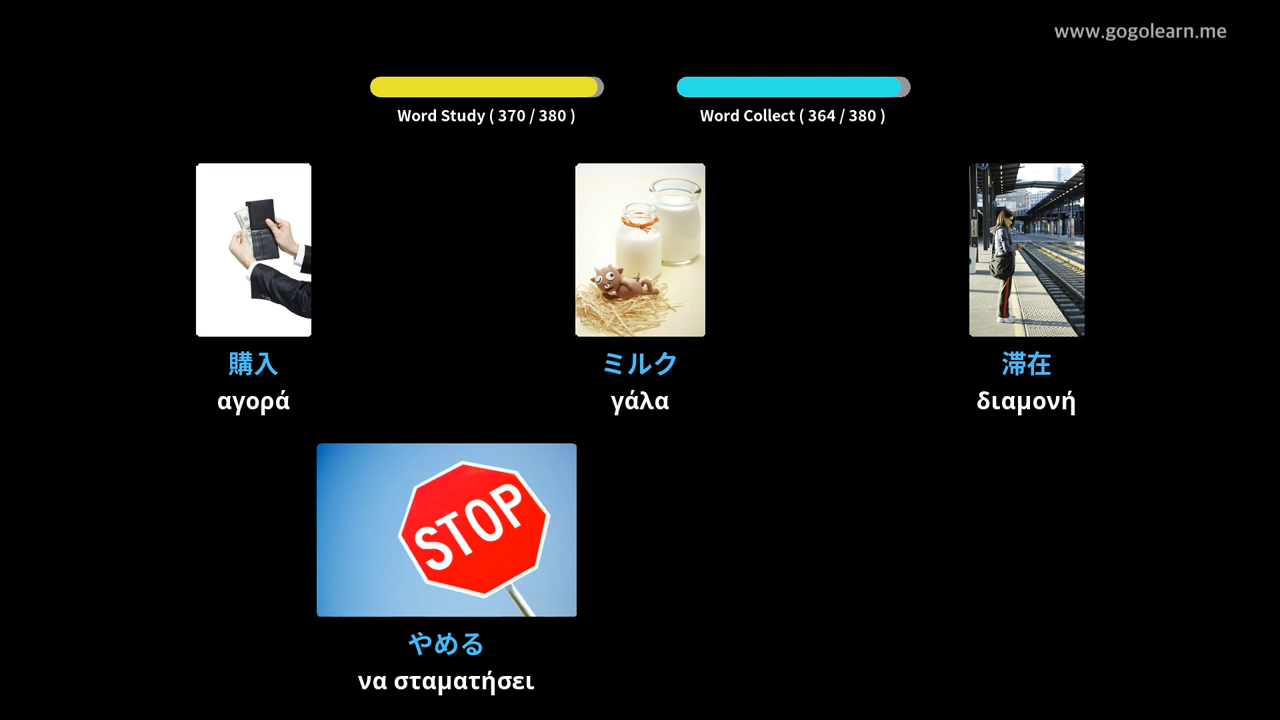 www.gogolearn.me
Word Study ( 370 / 380 )
Word Collect ( 364 / 380 )
購入
αγορά
ミルク
γάλα
滞在
διαμονή
STOP
やめる
να σταματήσει